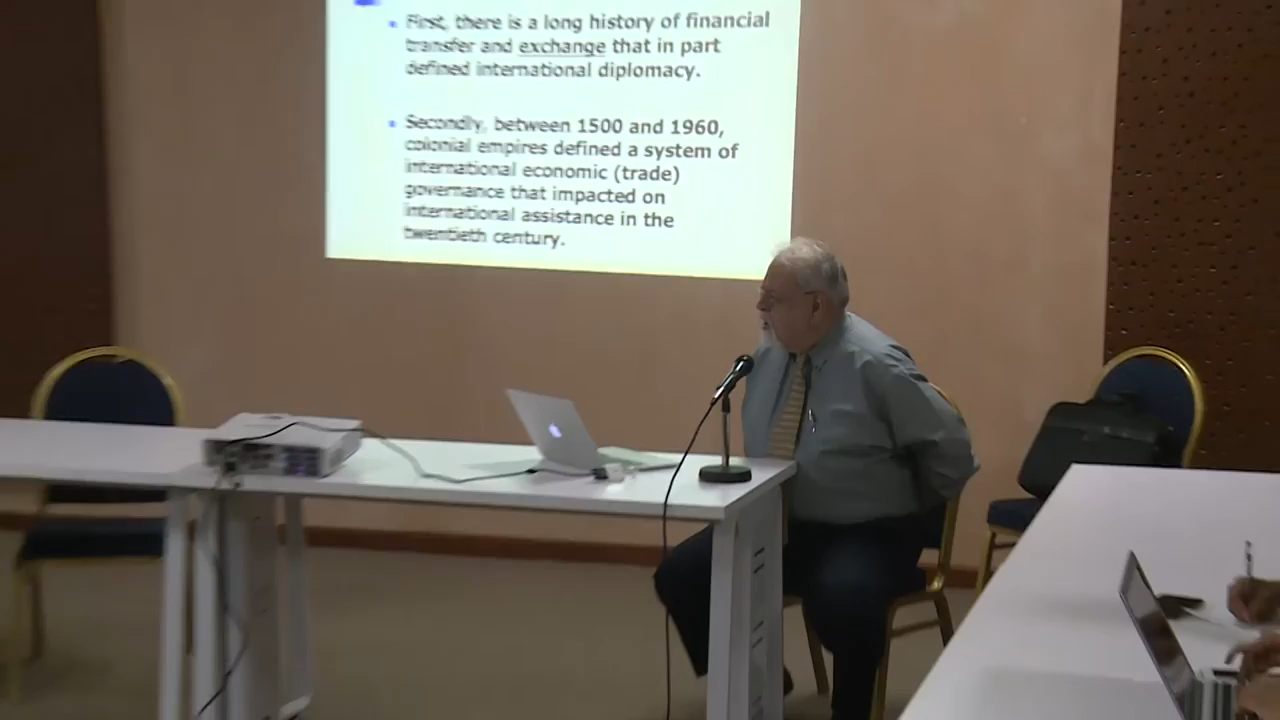 First, there is a long history of financial
transfer and exchange that in part
defined international diplomacy.
Secondly, between 1500 and 1960,
colonial empires defined a system of
international economic (trade)
governance that impacted on
international assistance in the
twentieth century.